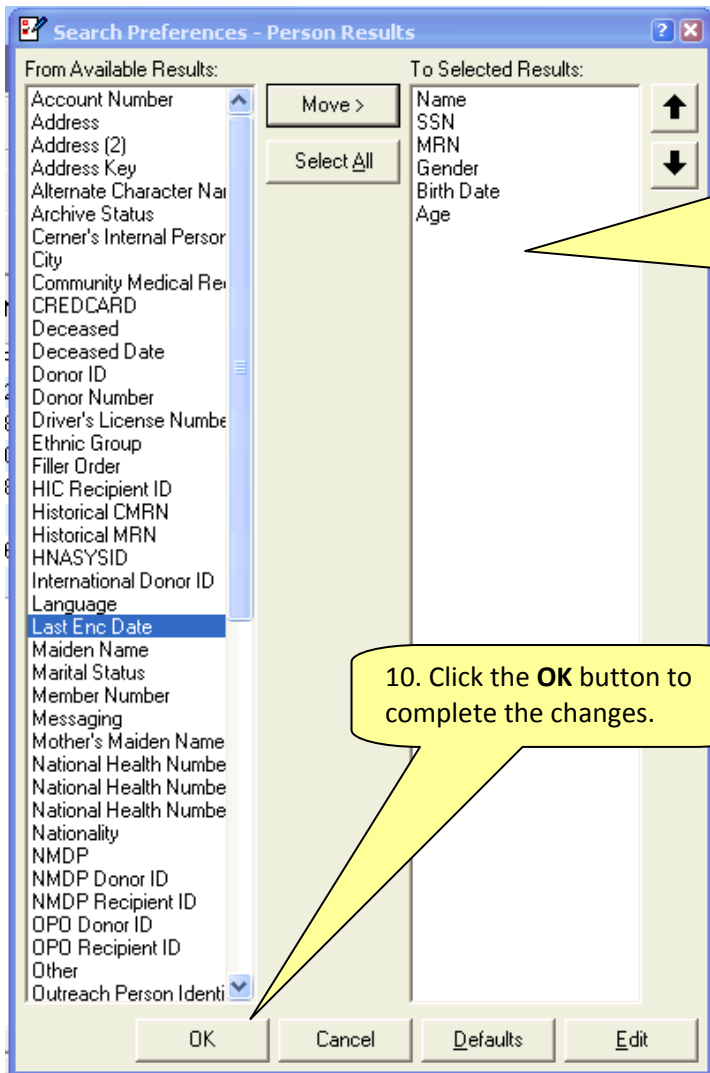 Search Preferences - Person Results
From Available Results:
To Selected Results:
Account Number
Address
Address (2)
Address Key
Alternate Character Nar
Archive Status
Cerner's Internal Person
City
Community Medical Rec
CREDCARD
Deceased
Deceased Date
Donor ID
Donor Number
Driver's License Numbe
Ethnic Group
Filler Order
HIC Recipient ID
Historical CMRN
Historical MRN
HNASYSID
International Donor ID
Language
Last Enc Date
Maiden Name
Marital Status
Member Number
Messaging
Mother's Maiden Name
National Health Numbe
National Health Numbe
National Health Numbe
Nationality
NMDP
NMDP Donor ID
NMDP Recipient ID
OPO Donor ID
OPO Recipient ID
Other
Outreach Person Identi
Move >
Select All
Name
SSN
MRN
Gender
Birth Date
Age
10. Click the OK button to
complete the changes.
OK
Cancel
Defaults
Edit